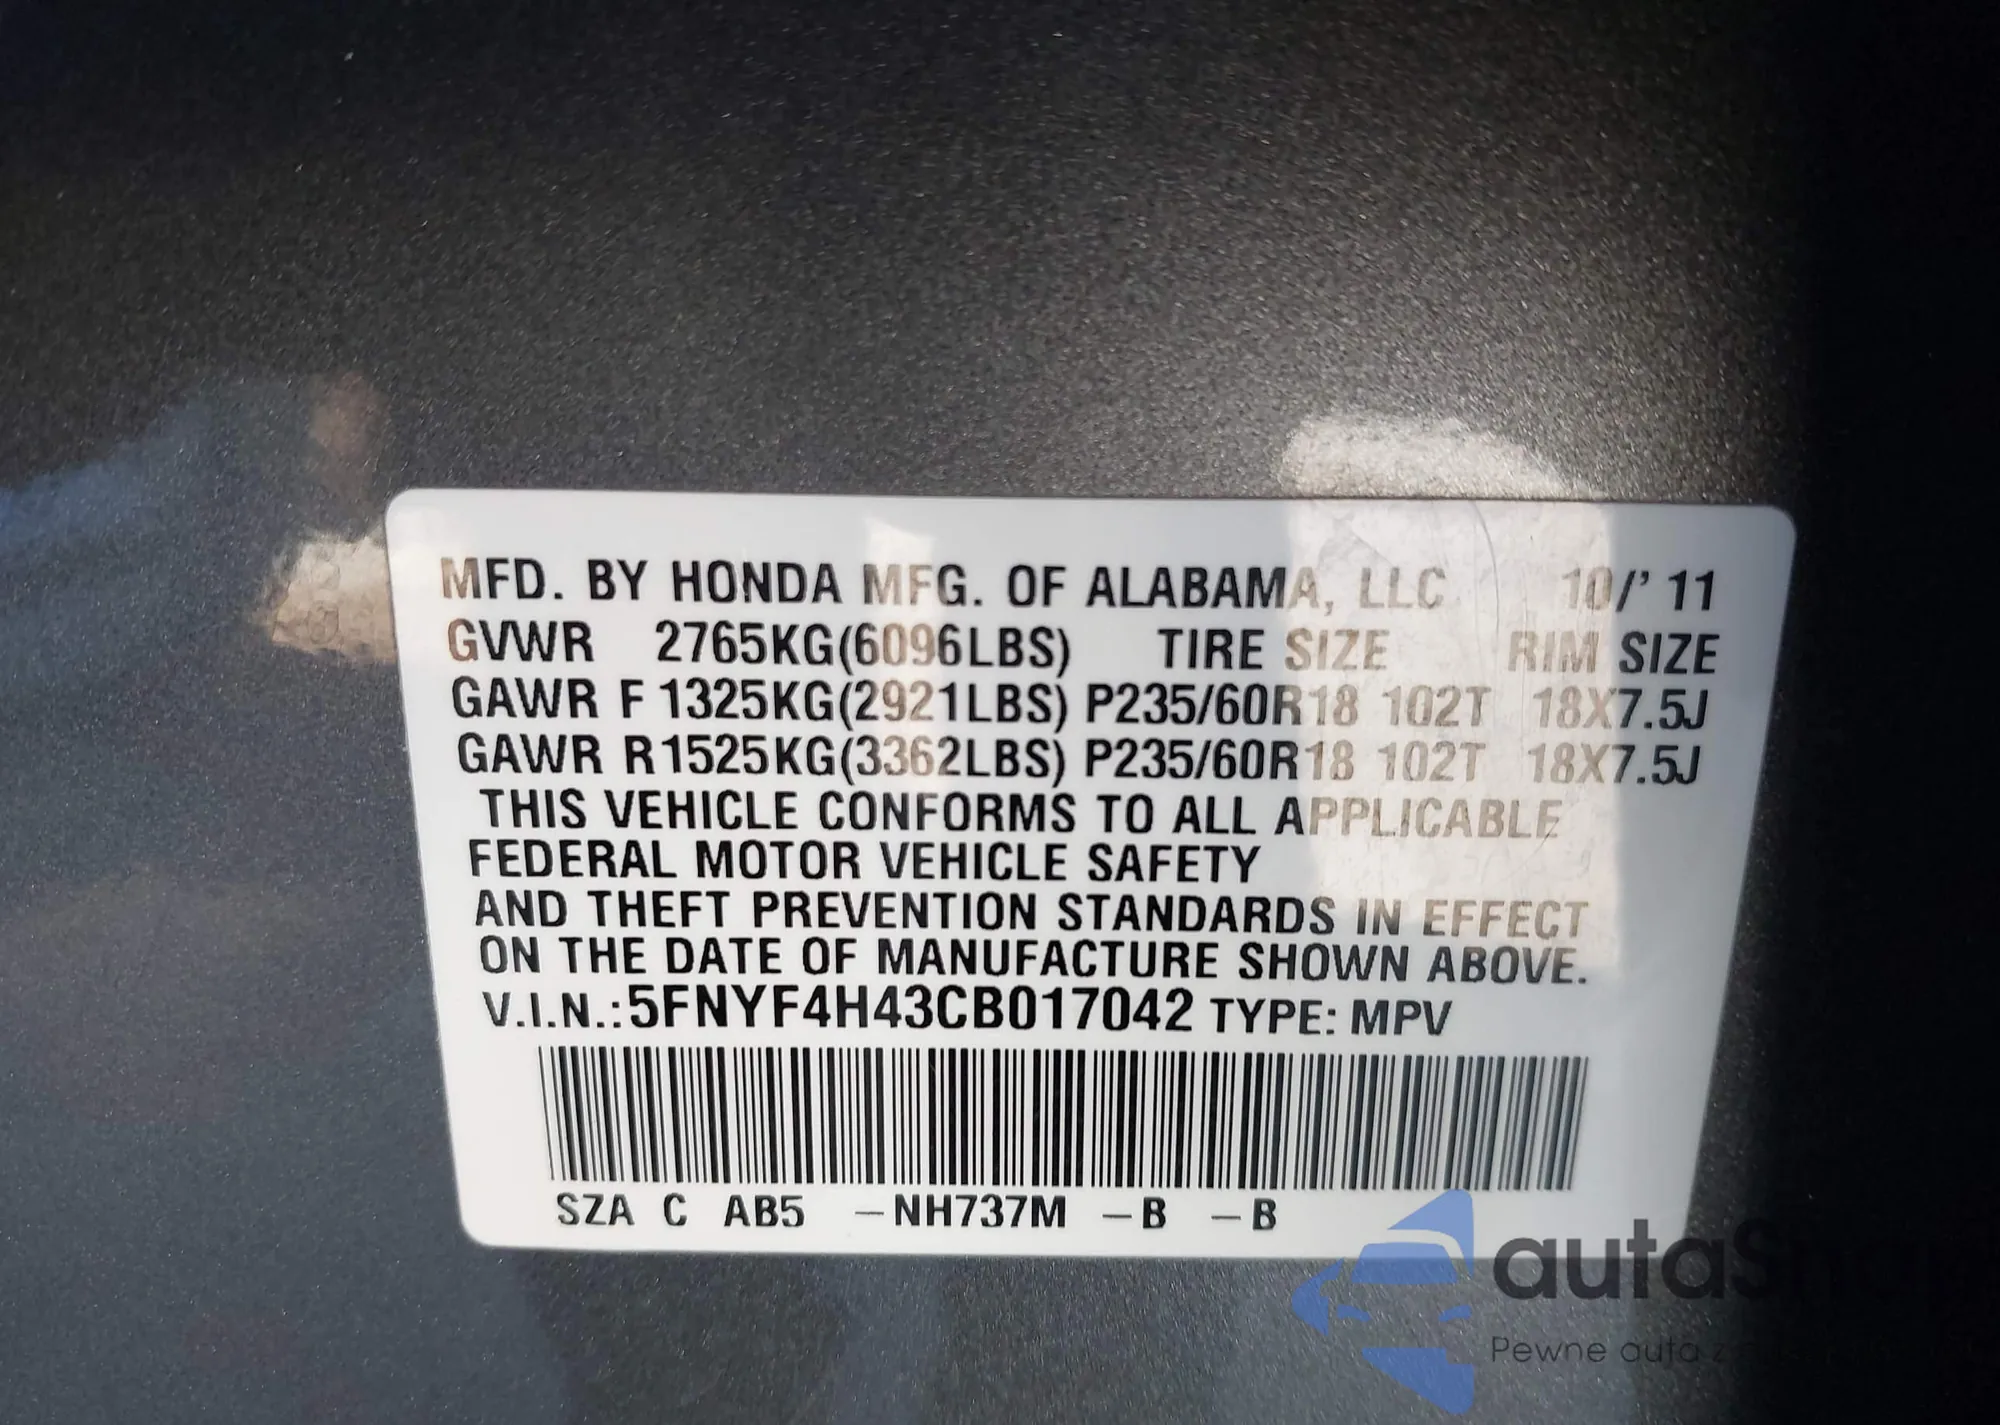 MFD. BY HONDA MFG. OF ALABAMA, LLC 10/'11
GVWR 2765KG(6096LBS) TIRE SIZE RIM SIZE
GAWR F 1325KG(2921LBS) P235/60R18 102T 18X7.5J
GAWR R 1525KG(3362LBS) P235/60R18 102T 18X7.5J
THIS VEHICLE CONFORMS TO ALL APPLICABLE
FEDERAL MOTOR VEHICLE SAFETY
AND THEFT PREVENTION STANDARDS IN EFFECT
ON THE DATE OF MANUFACTURE SHOWN ABOVE.
V.I.N.:5FNYF4H43CB017042 TYPE: MPV
SZA C AB5 –NH737M –B –B
Pewne auta z